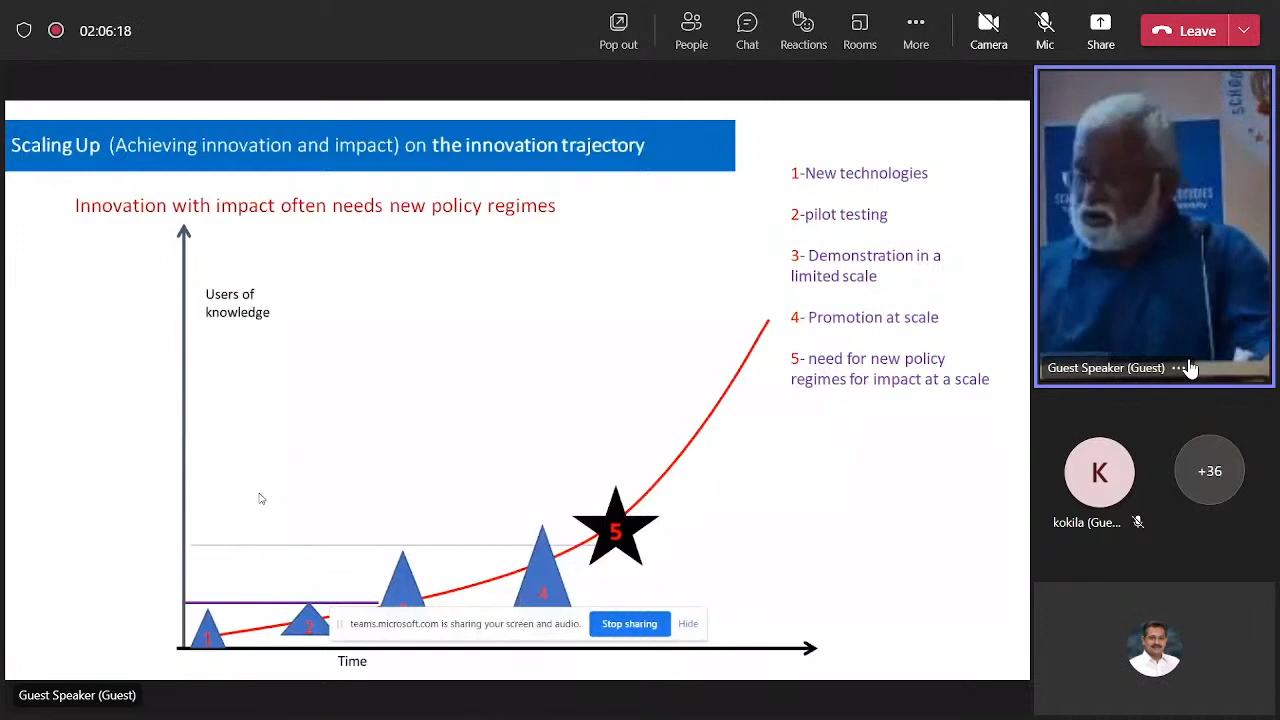 02:06:18
Pop out
People
Chat
Reactions
Rooms
More
Camera
Mic
Share
Leave
Scaling Up (Achieving innovation and impact) on the innovation trajectory
Innovation with impact often needs new policy regimes
Users of
knowledge
1-New technologies
2-pilot testing
3- Demonstration in a
limited scale
4- Promotion at scale
5- need for new policy
regimes for impact at a scale
SCHOOL
Guest Speaker (Guest)
K
+36
kokila (Gue...
5
4
2
1
teams.microsoft.com is sharing your screen and audio.
Stop sharing
Hide
Time
Guest Speaker (Guest)